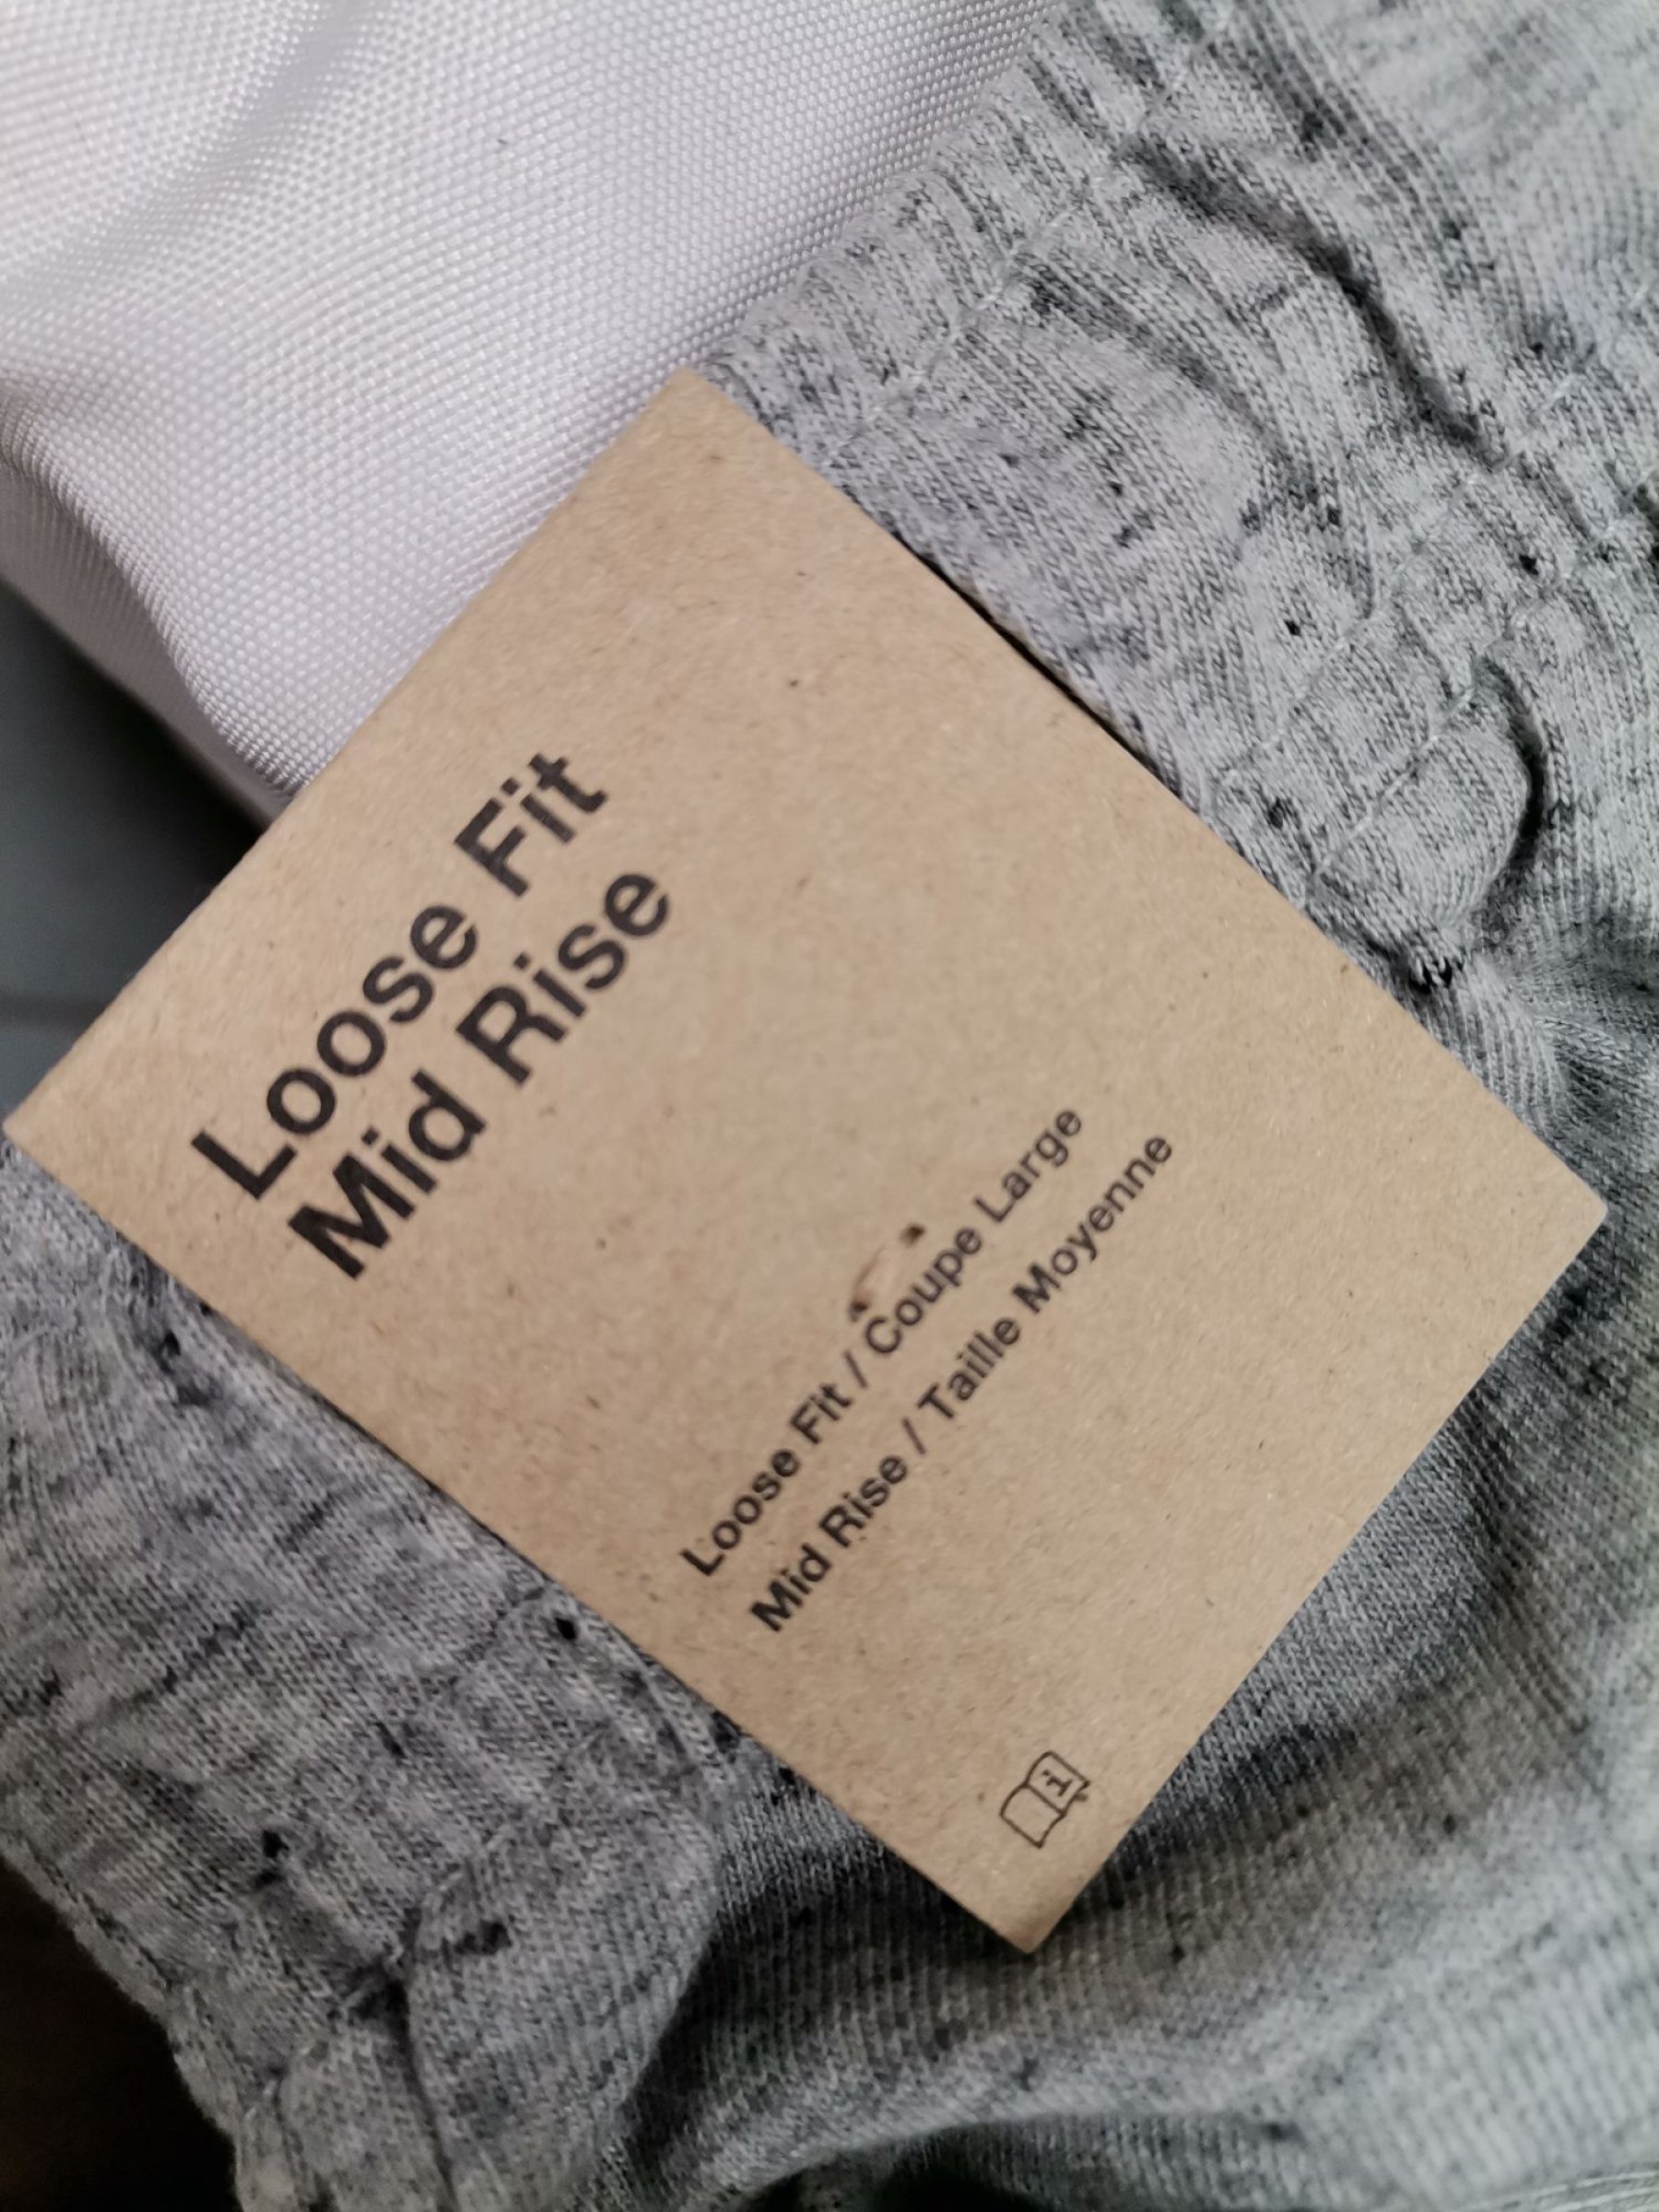 Loose Fit
Mid Rise
Loose Fit / Coupe Large
Mid Rise / Taille Moyenne
i